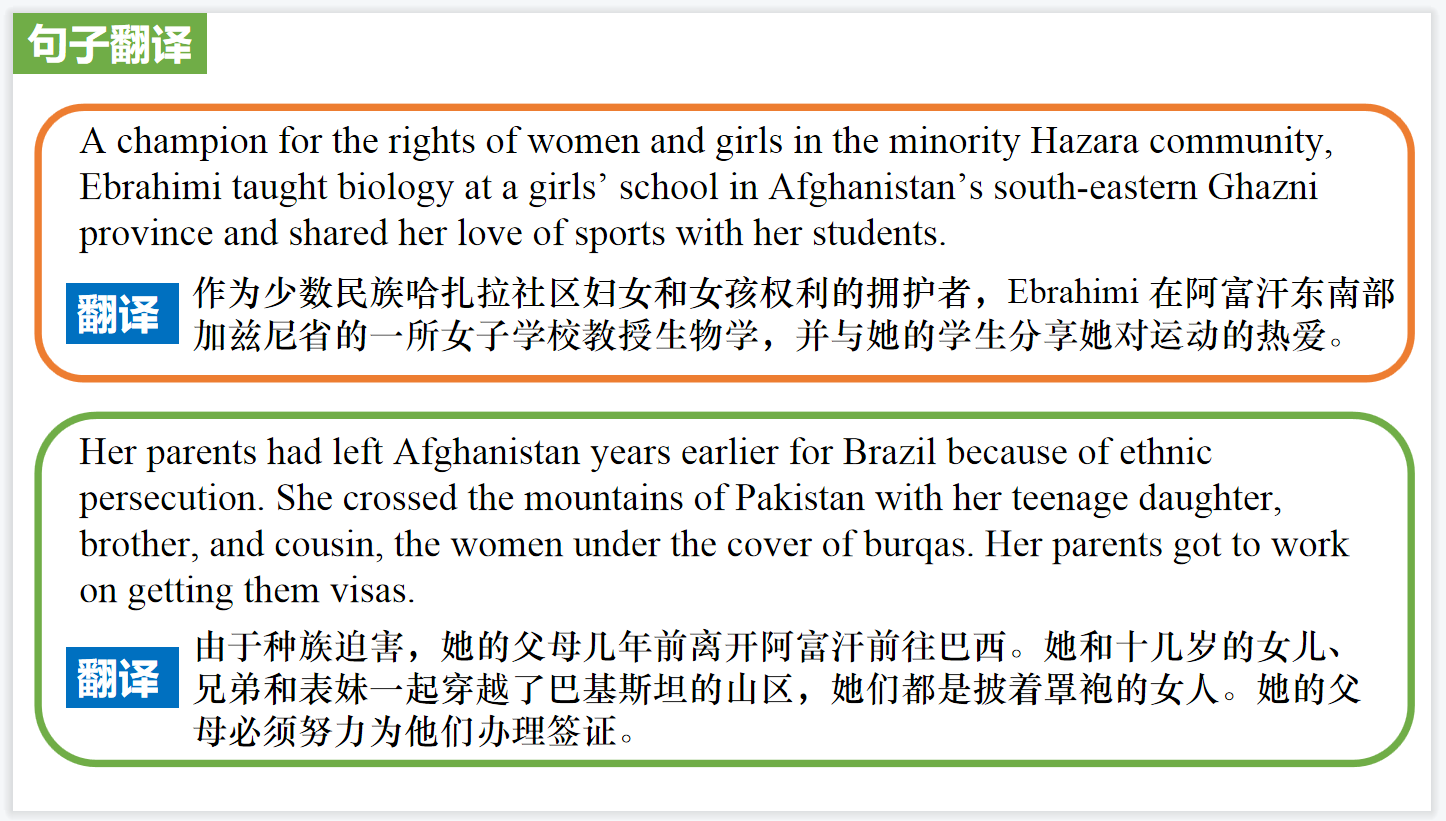 句子翻译
A champion for the rights of women and girls in the minority Hazara community,
Ebrahimi taught biology at a girls’ school in Afghanistan’s south-eastern Ghazni
province and shared her love of sports with her students.
翻译
作为少数民族哈扎拉社区妇女和女孩权利的拥护者，Ebrahimi 在阿富汗东南部
加兹尼省的一所女子学校教授生物学，并与她的学生分享她对运动的热爱。
Her parents had left Afghanistan years earlier for Brazil because of ethnic
persecution. She crossed the mountains of Pakistan with her teenage daughter,
brother, and cousin, the women under the cover of burqas. Her parents got to work
on getting them visas.
翻译
由于种族迫害，她的父母几年前离开阿富汗前往巴西。她和十几岁的女儿、
兄弟和表妹一起穿越了巴基斯坦的山区，她们都是披着罩袍的女人。她的父
母必须努力为他们办理签证。